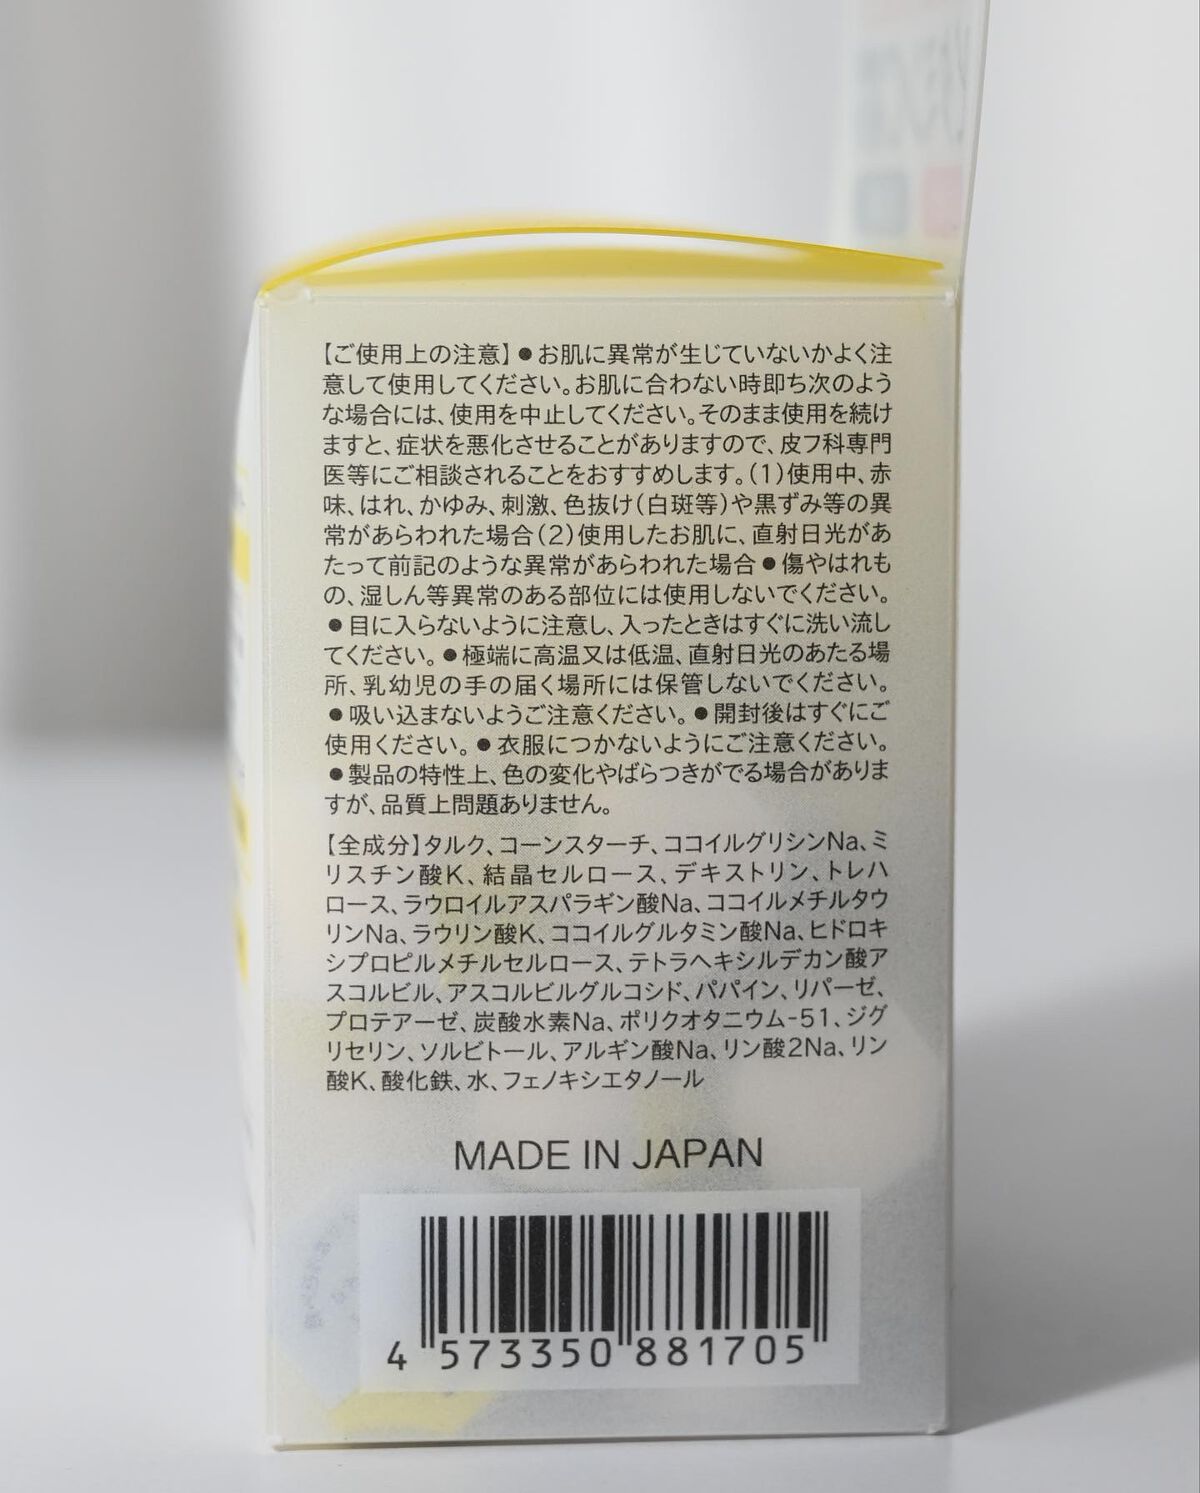 【ご使用上の注意】●お肌に異常が生じていないかよく注
意して使用してください。お肌に合わない時即ち次のよう
な場合には、使用を中止してください。そのまま使用を続け
ますと、症状を悪化させることがありますので、皮フ科専門
医等にご相談されることをおすすめします。(1)使用中、赤
味、はれ、かゆみ、刺激、色抜け(白斑等)や黒ずみ等の異
常があらわれた場合(2)使用したお肌に、直射日光があ
たって前記のような異常があらわれた場合●傷やはれも
の、湿しん等異常のある部位には使用しないでください。
●目に入らないように注意し、入ったときはすぐに洗い流し
てください。●極端に高温又は低温、直射日光のあたる場
所、乳幼児の手の届く場所には保管しないでください。
●吸い込まないようご注意ください。●開封後はすぐにご
使用ください。●衣服につかないようにご注意ください。
●製品の特性上、色の変化やばらつきがでる場合がありま
すが、品質上問題ありません。
【全成分】タルク、コーンスターチ、ココイルグリシンNa、ミ
リスチン酸K、結晶セルロース、デキストリン、トレハ
ロース、ラウロイルアスパラギン酸Na、ココイルメチルタウ
リンNa、ラウリン酸K、ココイルグルタミン酸Na、ヒドロキ
シプロピルメチルセルロース、テトラヘキシルデカン酸ア
スコルビル、アスコルビルグルコシド、パパイン、リパーゼ、
プロテアーゼ、炭酸水素Na、ポリクオタニウム-51、ジグ
リセリン、ソルビトール、アルギン酸Na、リン酸2Na、リン
酸K、酸化鉄、水、フェノキシエタノール
MADE IN JAPAN
4 573350 881705